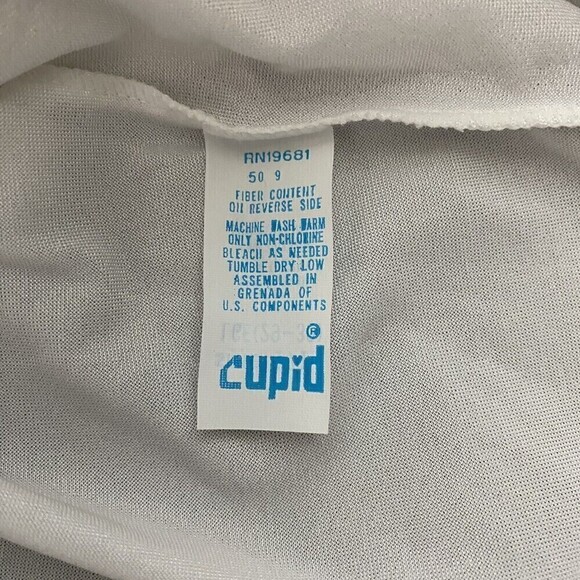 RN19681
50 9
FIBER CONTENT
ON REVERSE SIDE
MACHINE WASH WARM
ONLY NON-CHLORINE
BLEACH AS NEEDED
TUMBLE DRY LOW
ASSEMBLED IN
GRENADA OF
U.S. COMPONENTS
®
cupid